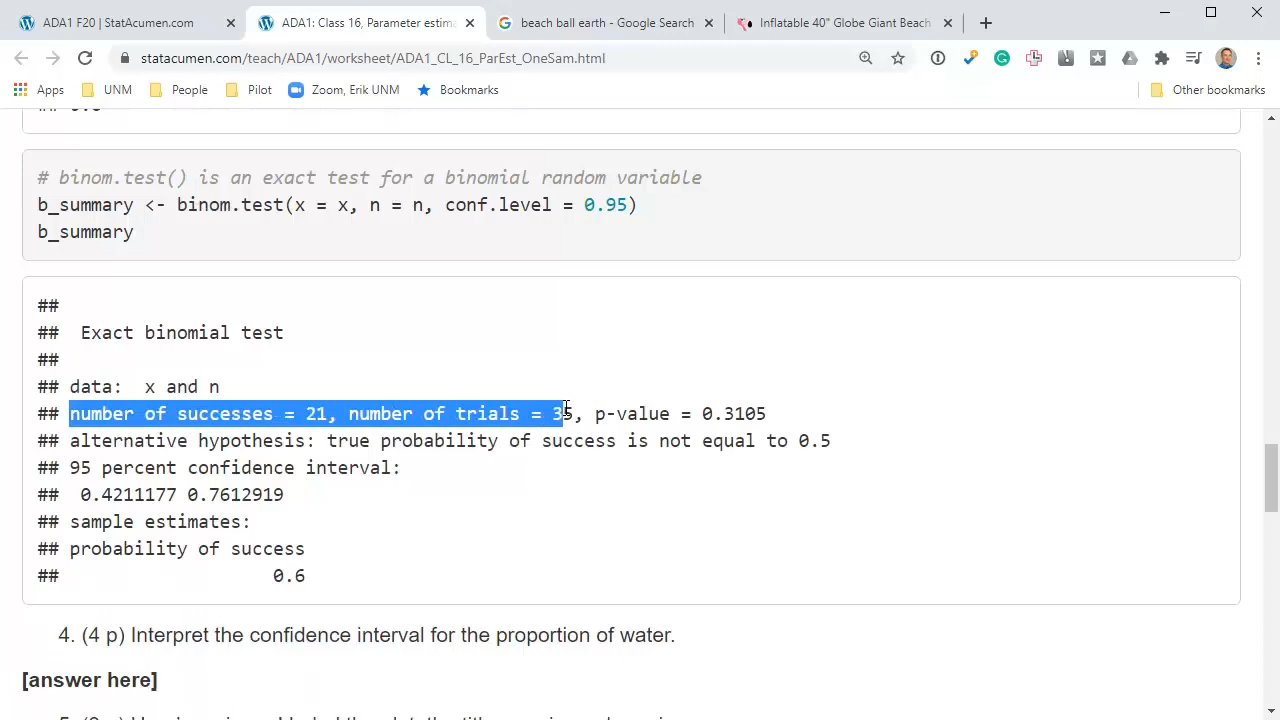 ADA1 F20 | StatAcumen.com
ADA1: Class 16, Parameter estima
beach ball earth - Google Search
Inflatable 40" Globe Giant Beach
statacumen.com/teach/ADA1/worksheet/ADA1_CL_16_ParEst_OneSam.html
Apps
UNM
People
Pilot
Zoom, Erik UNM
Bookmarks
Other bookmarks
# binom.test() is an exact test for a binomial random variable
b_summary <- binom.test(x = x, n = n, conf.level = 0.95)
b_summary
##
## Exact binomial test
##
## data: x and n
## number of successes = 21, number of trials = 35, p-value = 0.3105
## alternative hypothesis: true probability of success is not equal to 0.5
## 95 percent confidence interval:
## 0.4211177 0.7612919
## sample estimates:
## probability of success
## 0.6
4. (4 p) Interpret the confidence interval for the proportion of water.
[answer here]